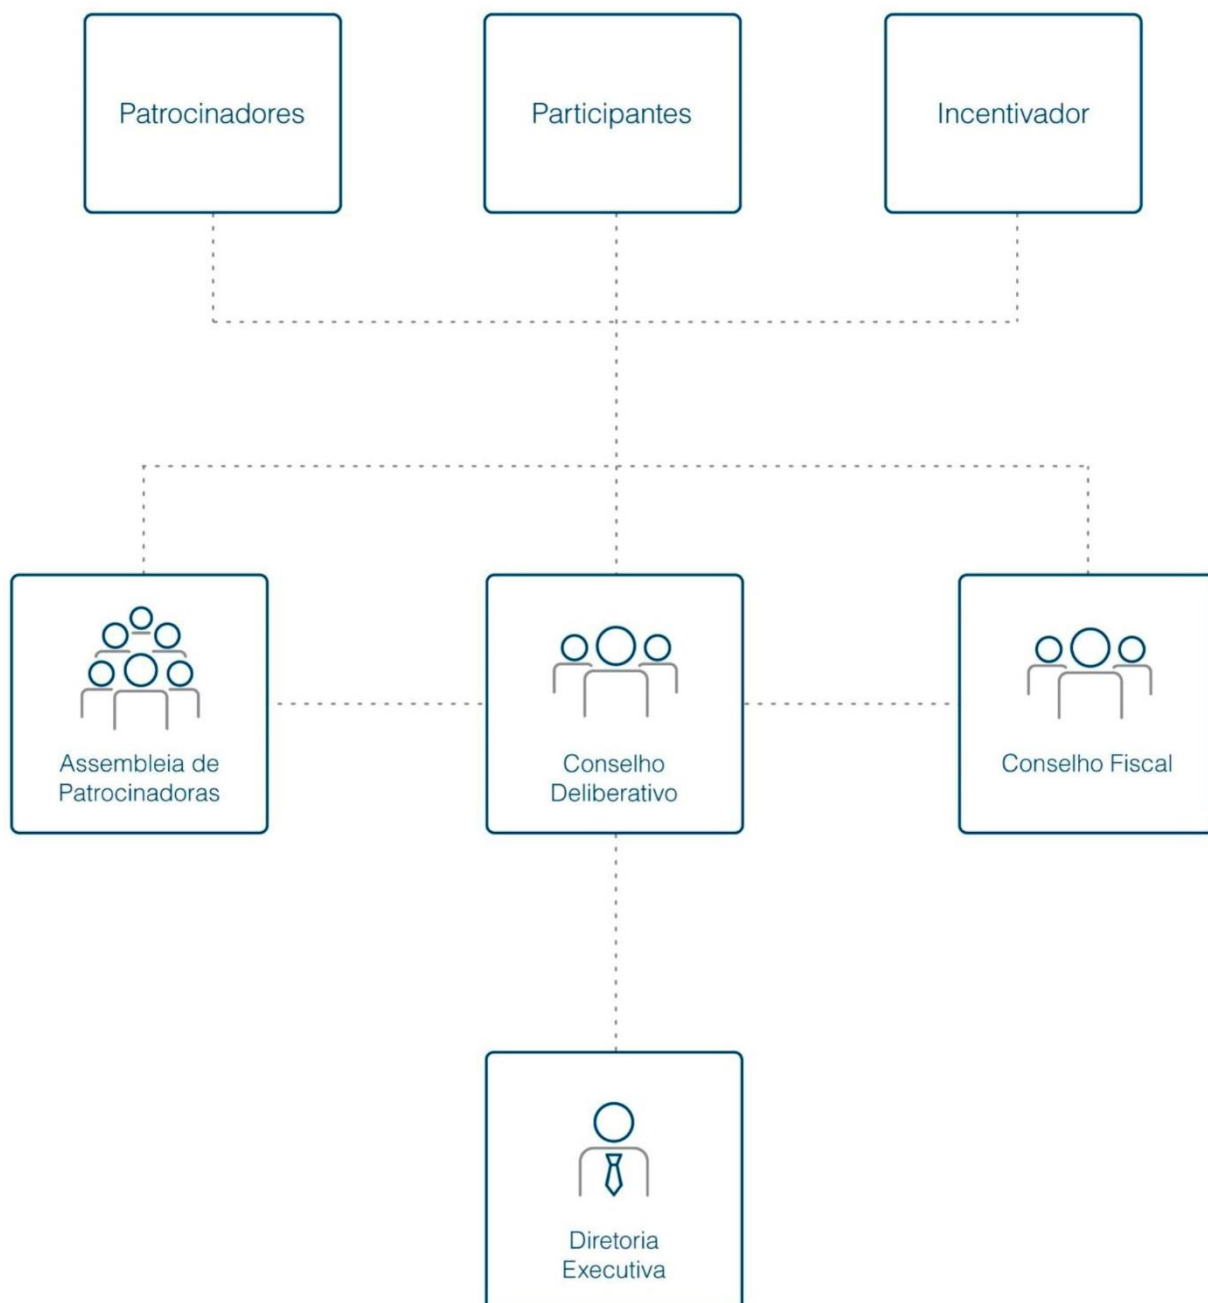 Patrocinadores
Participantes
Incentivador
Assembleia de
Patrocinadoras
Conselho
Deliberativo
Conselho Fiscal
Diretoria
Executiva